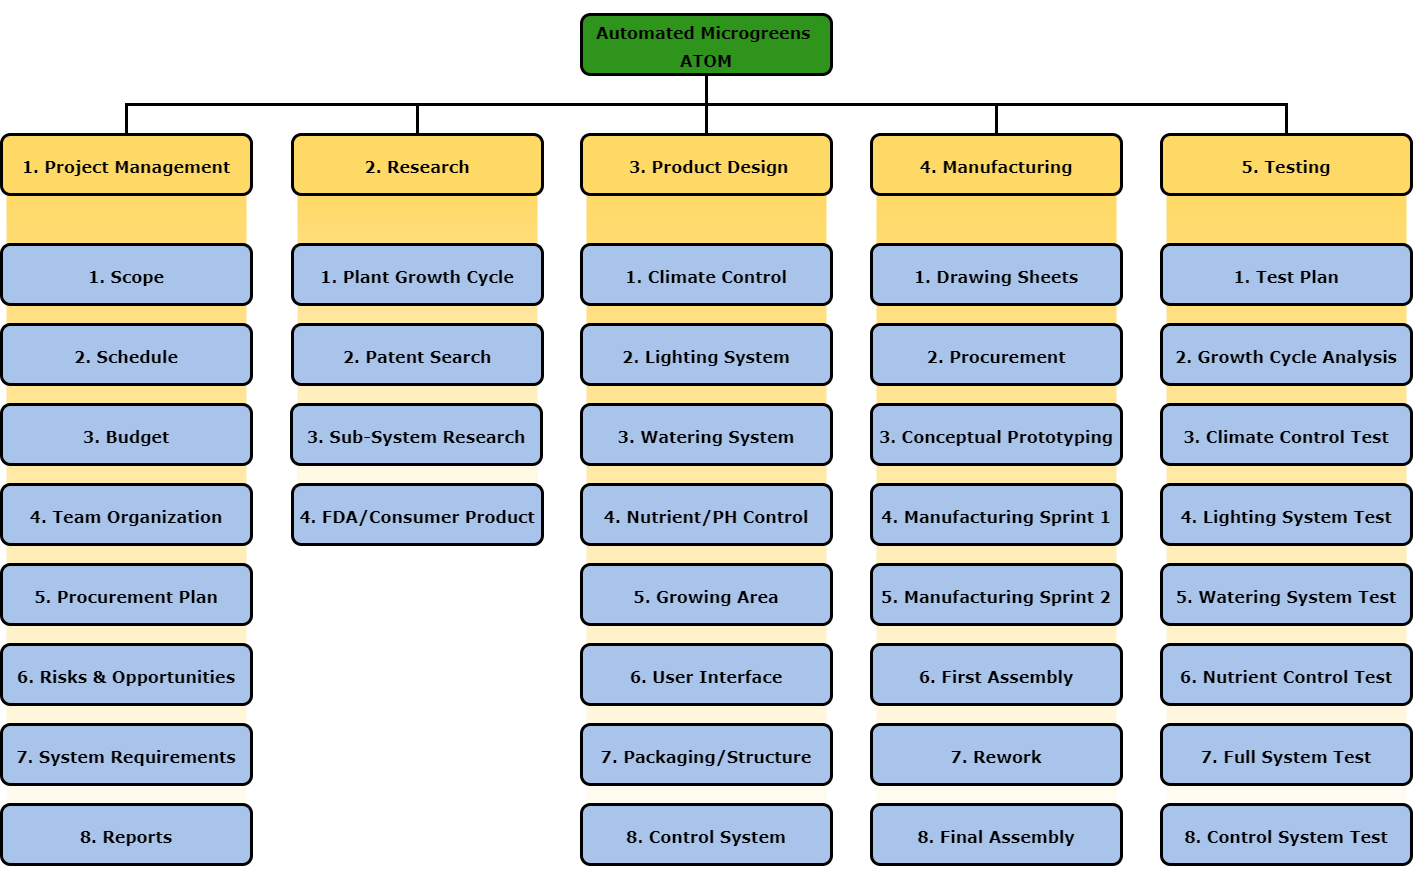 Automated Microgreens
ATOM
1. Project Management
2. Research
3. Product Design
4. Manufacturing
5. Testing
1. Scope
2. Schedule
3. Budget
4. Team Organization
5. Procurement Plan
6. Risks & Opportunities
7. System Requirements
8. Reports
1. Plant Growth Cycle
2. Patent Search
3. Sub-System Research
4. FDA/Consumer Product
1. Climate Control
2. Lighting System
3. Watering System
4. Nutrient/PH Control
5. Growing Area
6. User Interface
7. Packaging/Structure
8. Control System
1. Drawing Sheets
2. Procurement
3. Conceptual Prototyping
4. Manufacturing Sprint 1
5. Manufacturing Sprint 2
6. First Assembly
7. Rework
8. Final Assembly
1. Test Plan
2. Growth Cycle Analysis
3. Climate Control Test
4. Lighting System Test
5. Watering System Test
6. Nutrient Control Test
7. Full System Test
8. Control System Test